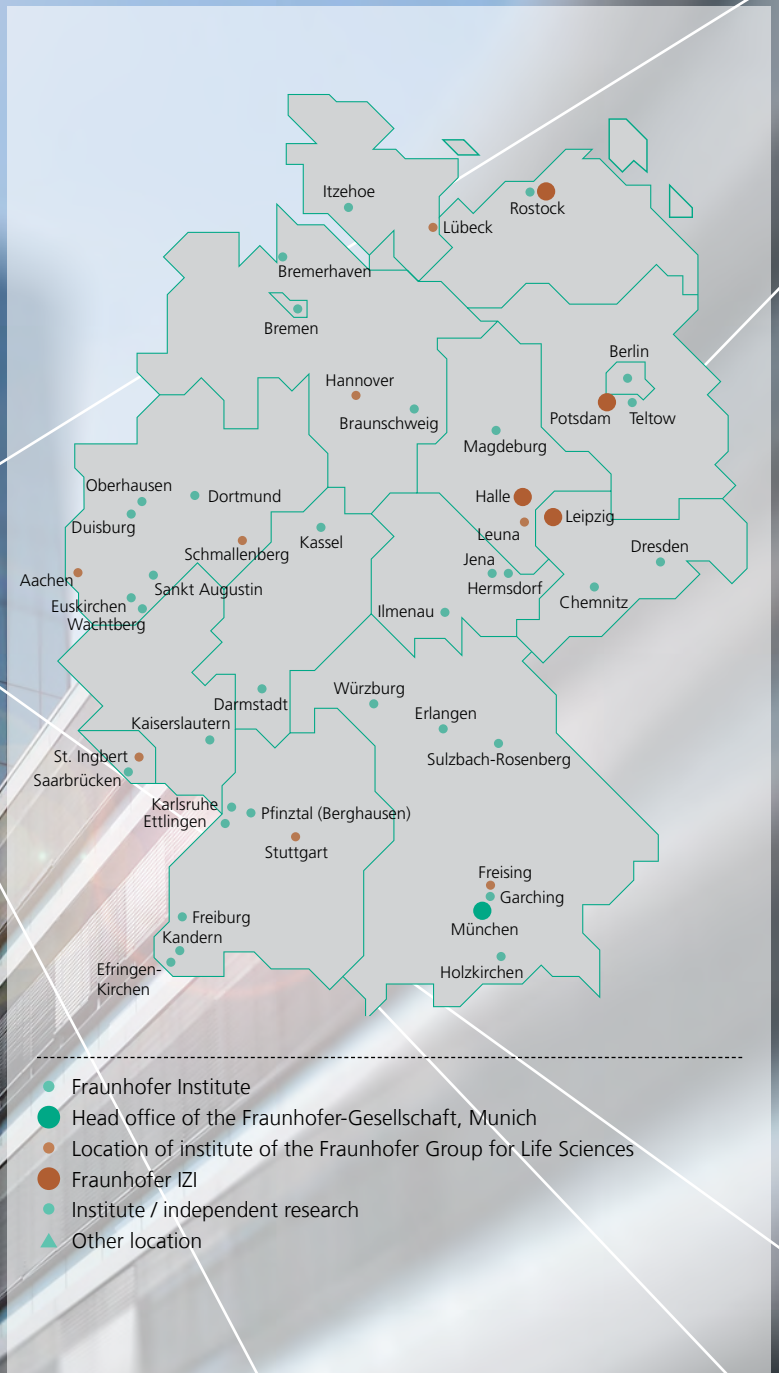 Itzehoe
Rostock
Lübeck
Bremerhaven
Bremen
Berlin
Hannover
Braunschweig
Potsdam
Teltow
Magdeburg
Oberhausen
Dortmund
Halle
Duisburg
Leipzig
Leuna
Kassel
Schmallenberg
Dresden
Jena
Aachen
Sankt Augustin
Hermsdorf
Euskirchen
Chemnitz
Ilmenau
Wachtberg
Würzburg
Darmstadt
Erlangen
Kaiserslautern
St. Ingbert
Sulzbach-Rosenberg
Saarbrücken
Karlsruhe
Pfinztal (Berghausen)
Ettlingen
Stuttgart
Freising
Garching
Freiburg
München
Kandern
Efringen-
Kirchen
Holzkirchen
Fraunhofer Institute
Head office of the Fraunhofer-Gesellschaft, Munich
Location of institute of the Fraunhofer Group for Life Sciences
Fraunhofer IZI
Institute / independent research
Other location